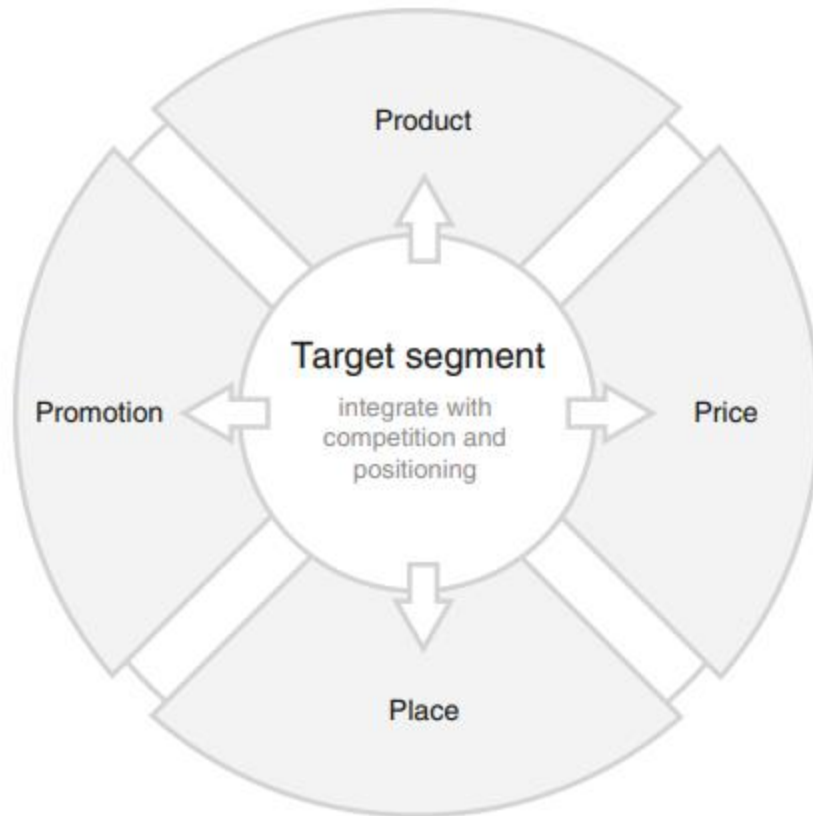 Product
Target segment
integrate with
competition and
positioning
Promotion
Price
Place